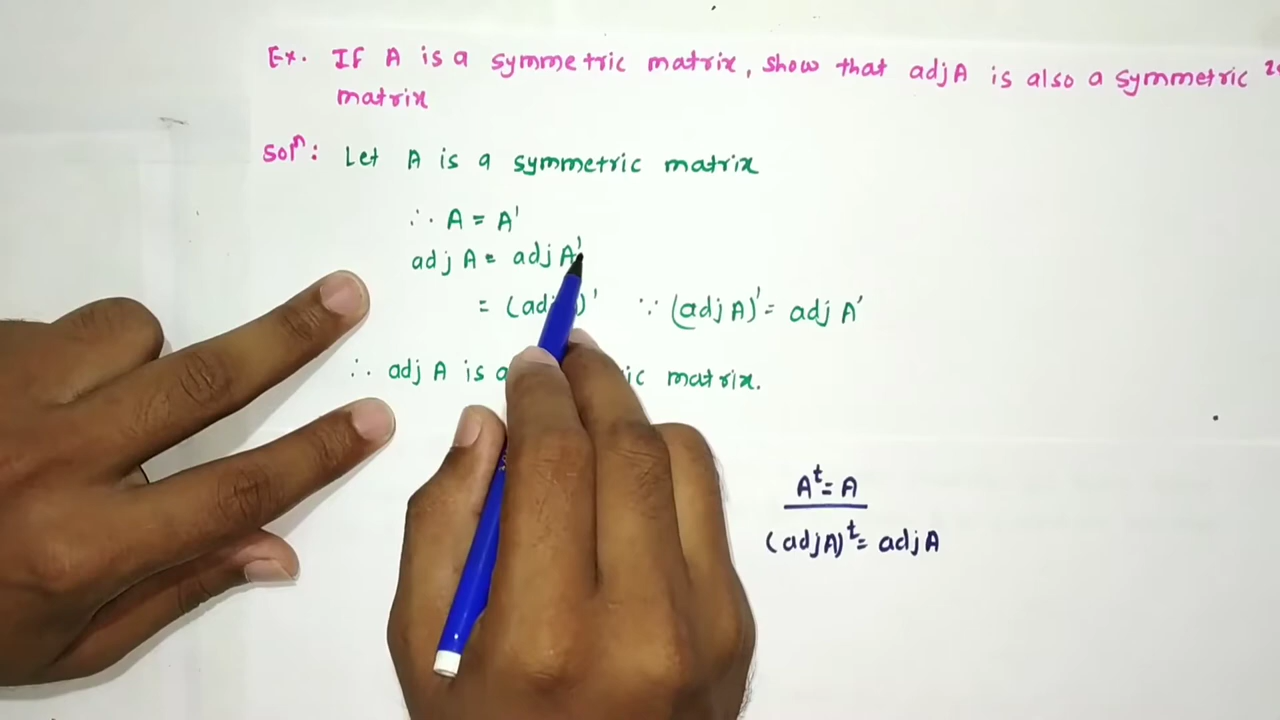 Ex. If A is a symmetric matrix, show that adj A is also a symmetric
matrix
Solⁿ: Let A is a symmetric matrix
∴ A = A'
adj A = adj A'
= (adj )' ∵ (adj A)' = adj A'
∴ adj A is a matrix.
Aᵗ = A
(adj A)ᵗ = adj A